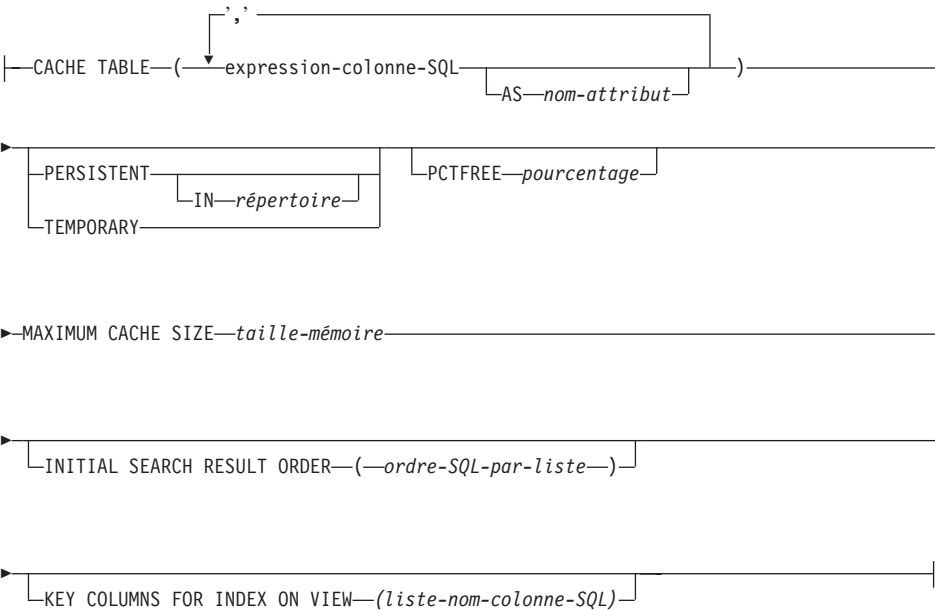 ','
CACHE TABLE ( expression-colonne-SQL )
AS nom-attribut
PERSISTENT PCTFREE pourcentage
IN répertoire
TEMPORARY
MAXIMUM CACHE SIZE taille-mémoire
INITIAL SEARCH RESULT ORDER ( ordre-SQL-par-liste )
KEY COLUMNS FOR INDEX ON VIEW (liste-nom-colonne-SQL)